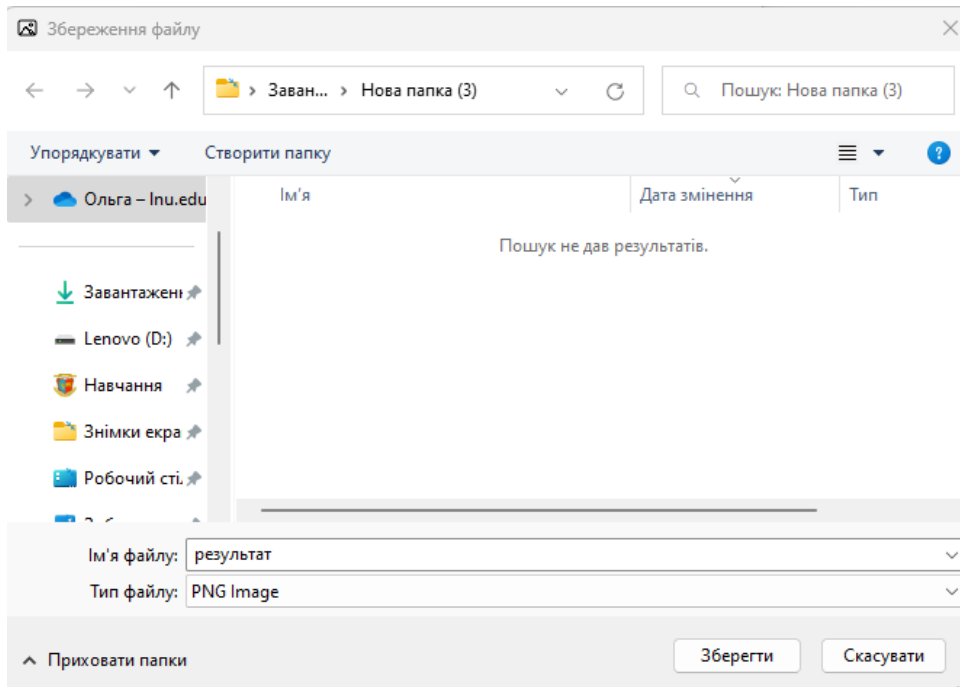 Збереження файлу
Заван... › Нова папка (3)
Пошук: Нова папка (3)
Упорядкувати
Створити папку
Ольга – lnu.edu
Ім'я
Дата змінення
Тип
Пошук не дав результатів.
Завантажен
Lenovo (D:)
Навчання
Знімки екра
Робочий сті
Ім'я файлу: результат
Тип файлу: PNG Image
Приховати папки
Зберегти
Скасувати